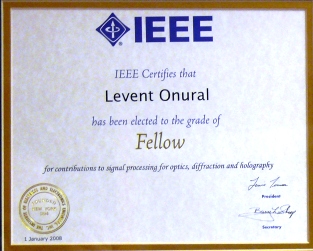 IEEE
IEEE Certifies that
Levent Onural
has been elected to the grade of
Fellow
for contributions to signal processing for optics, diffraction and holography
President
Secretary
1 January 2008